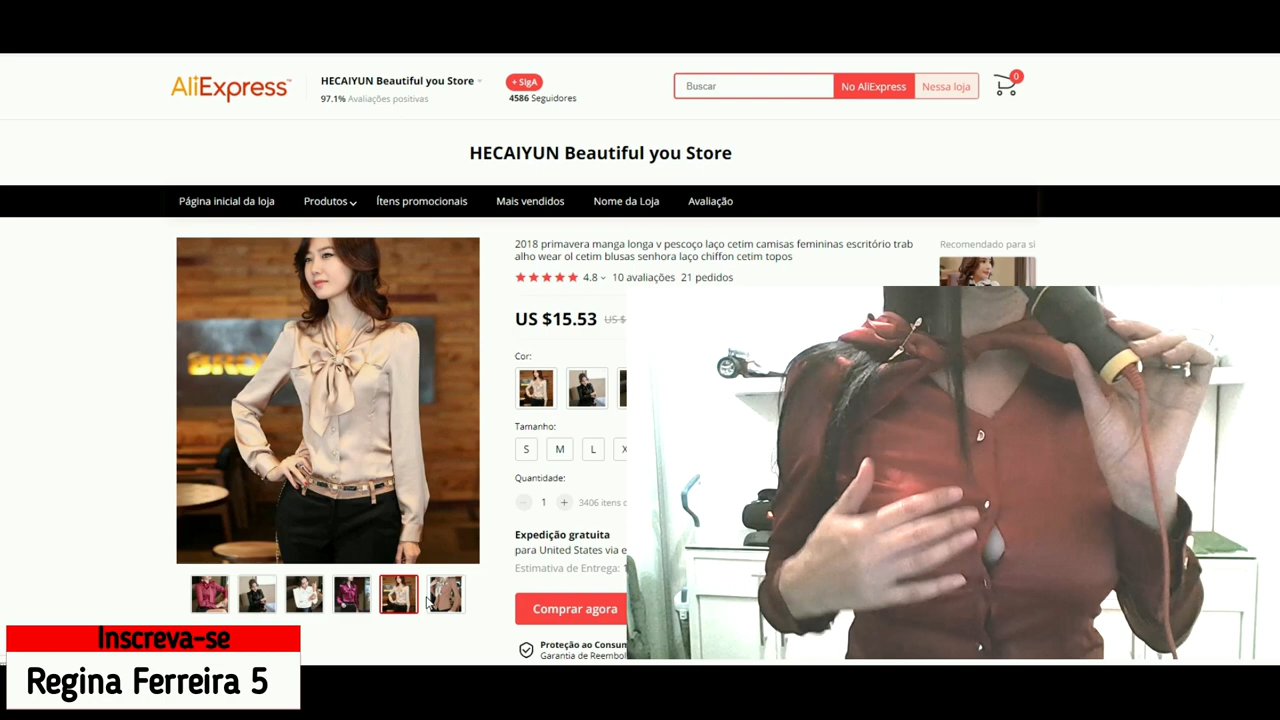 AliExpress™
HECAIYUN Beautiful you Store
97.1% Avaliações positivas
+ SIgA
4586 Seguidores
Buscar
No AliExpress
Nessa loja
0
HECAIYUN Beautiful you Store
Página inicial da loja
Produtos
Ítens promocionais
Mais vendidos
Nome da Loja
Avaliação
2018 primavera manga longa v pescoço laço cetim camisas femininas escritório trab
alho wear ol cetim blusas senhora laço chiffon cetim topos
4.8
10 avaliações
21 pedidos
Recomendado para si
US $15.53 US $
Cor:
Tamanho:
S
M
L
X
Quantidade:
1
3406 itens
Expedição gratuita
para United States via
Estimativa de Entrega:
Comprar agora
Proteção ao Consum
Garantia de Reembol
Inscreva-se
Regina Ferreira 5